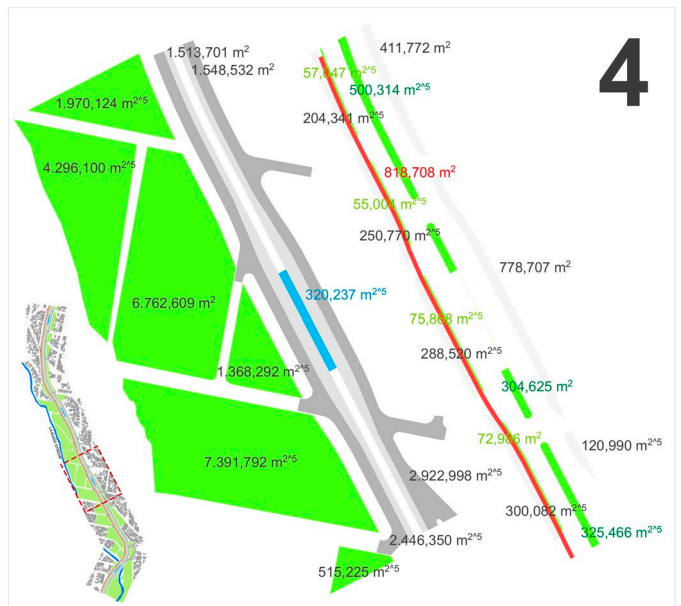 4
1.513,701 m²
411,772 m²
1.548,532 m²
57,047 m²^⁵
500,314 m²^⁵
1.970,124 m²^⁵
204,341 m²^⁵
4.296,100 m²^⁵
818,708 m²
55,004 m²^⁵
250,770 m²^⁵
778,707 m²
320,237 m²^⁵
6.762,609 m²
75,868 m²^⁵
288,520 m²^⁵
1.368,292 m²^⁵
304,625 m²
72,986 m²
120,990 m²^⁵
7.391,792 m²^⁵
2.922,998 m²^⁵
300,082 m²^⁵
325,466 m²^⁵
2.446,350 m²^⁵
515,225 m²^⁵